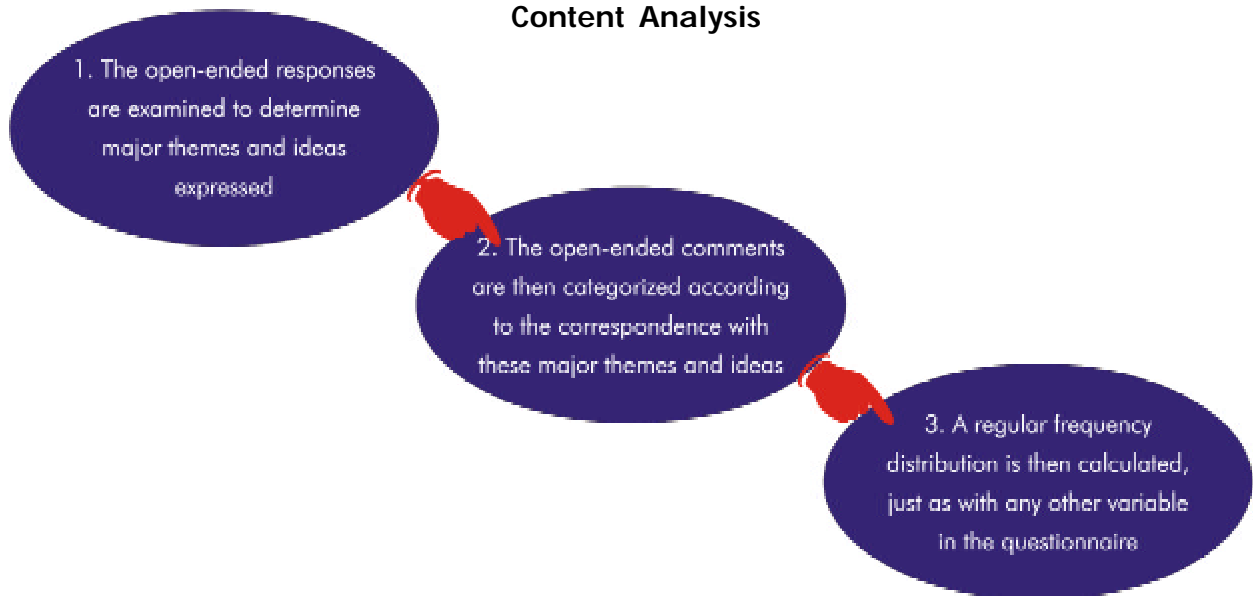 Content Analysis
1. The open-ended responses
are examined to determine
major themes and ideas
expressed
2. The open-ended comments
are then categorized according
to the correspondence with
these major themes and ideas
3. A regular frequency
distribution is then calculated,
just as with any other variable
in the questionnaire